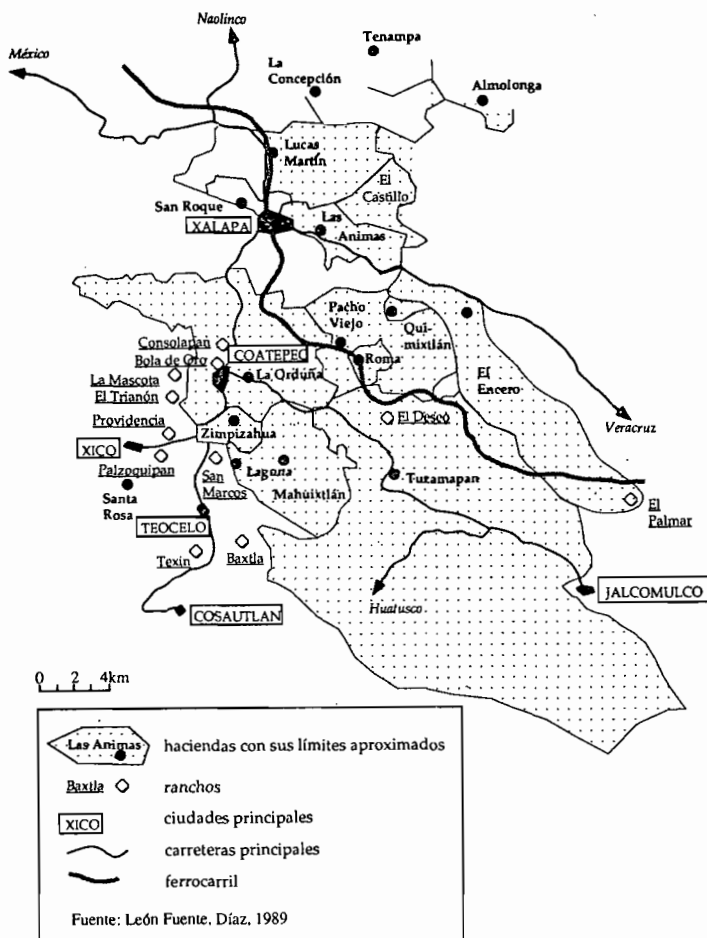 Naolinco
México
Tenampa
La
Concepción
Almolonga
Lucas
Martín
El
Castillo
San Roque
XALAPA
Las
Animas
Pacho
Viejo
Qui-
mixtlán
Consolapan
Bola de Oro
COATEPEC
Roma
La Mascota
La Orduña
El Trianón
El
Encero
Providencia
Zimpizahua
El Desco
Veracruz
XICO
Palzoquipan
San
Marcos
Laguna
Mahuixtlán
Tuzamapan
Santa
Rosa
El
Palmar
TEOCELO
Texin
Baxtla
Huatusco
JALCOMULCO
COSAUTLAN
0 2 4km
Las Animas haciendas con sus límites aproximados
Baxtla ranchos
XICO ciudades principales
carreteras principales
ferrocarril
Fuente: León Fuente, Díaz, 1989